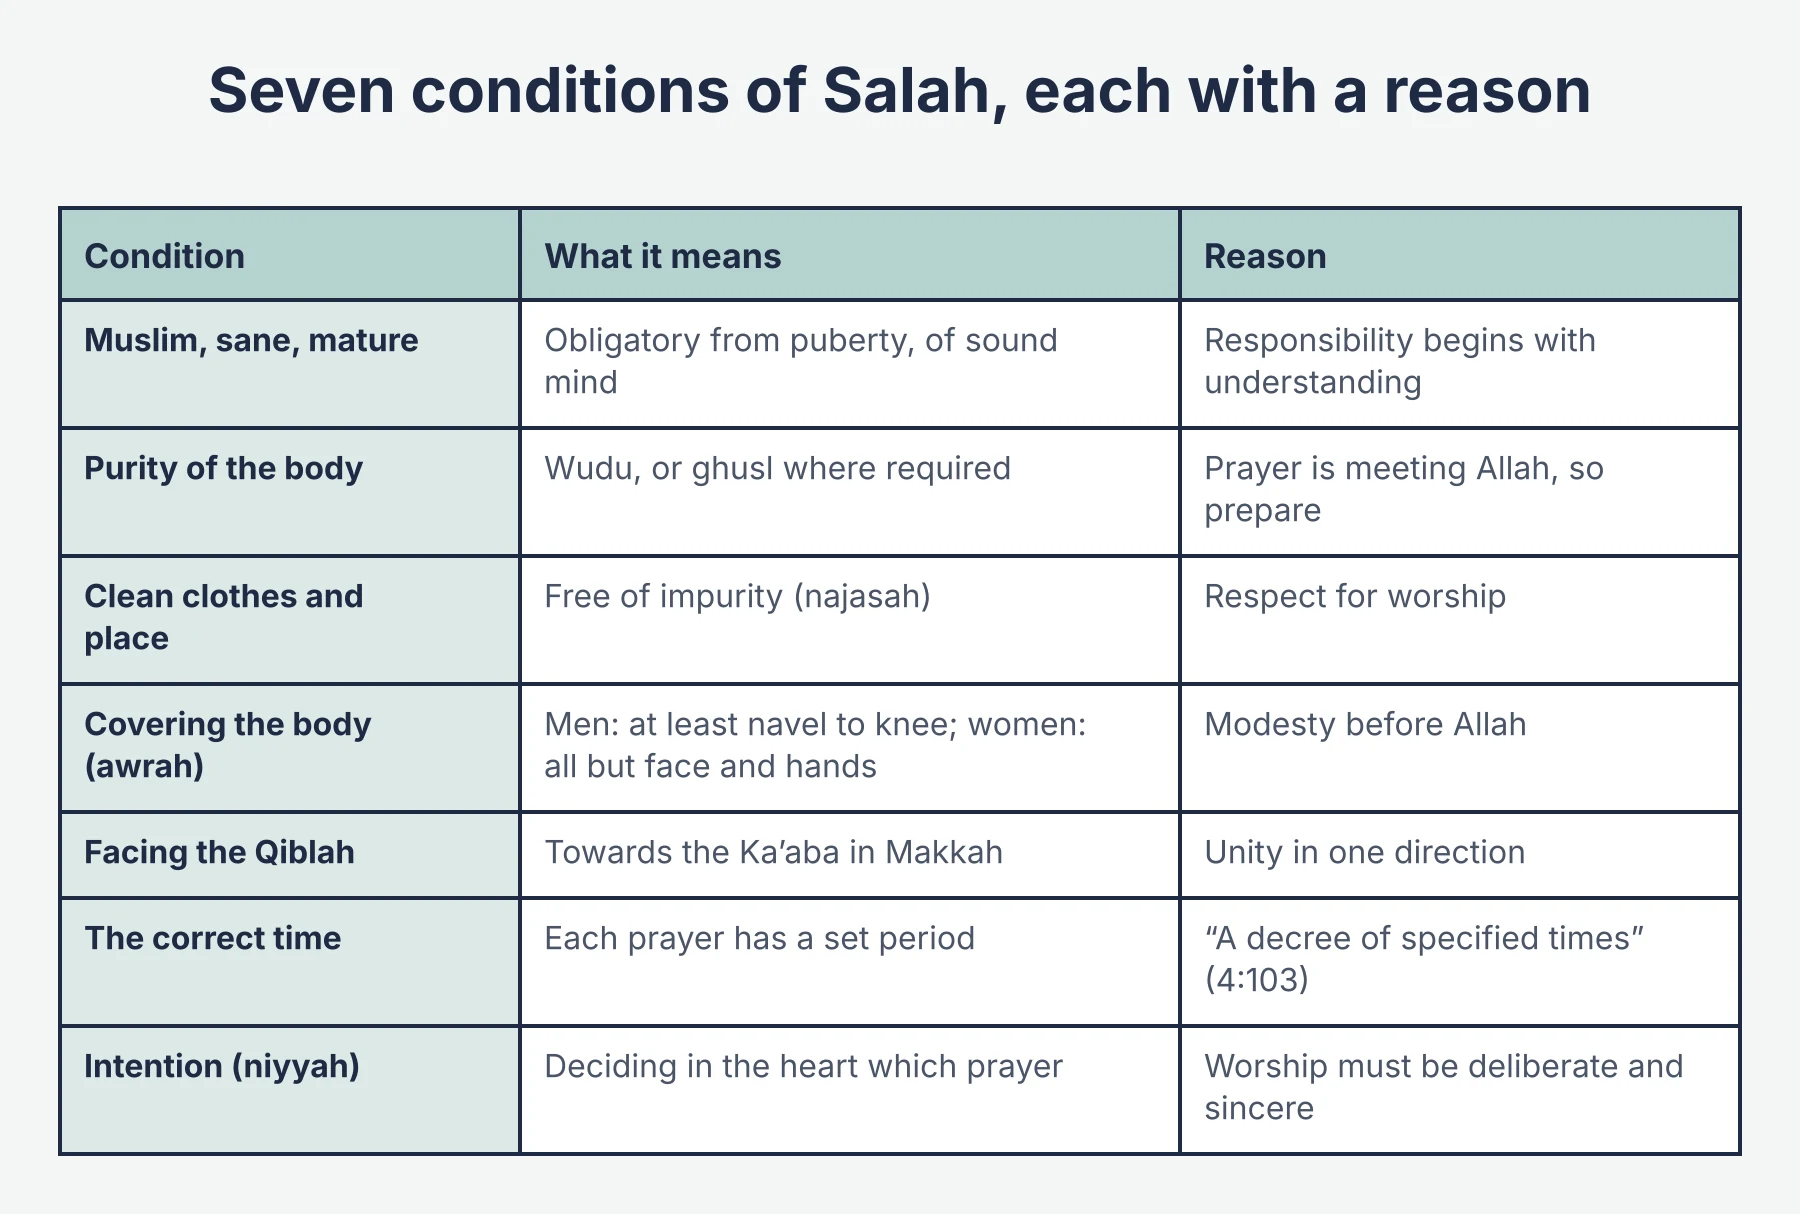 Seven conditions of Salah, each with a reason
Condition
What it means
Reason
Muslim, sane, mature
Obligatory from puberty, of sound
mind
Responsibility begins with
understanding
Purity of the body
Wudu, or ghusl where required
Prayer is meeting Allah, so
prepare
Clean clothes and
place
Free of impurity (najasah)
Respect for worship
Covering the body
(awrah)
Men: at least navel to knee; women:
all but face and hands
Modesty before Allah
Facing the Qiblah
Towards the Ka’aba in Makkah
Unity in one direction
The correct time
Each prayer has a set period
“A decree of specified times”
(4:103)
Intention (niyyah)
Deciding in the heart which prayer
Worship must be deliberate and
sincere